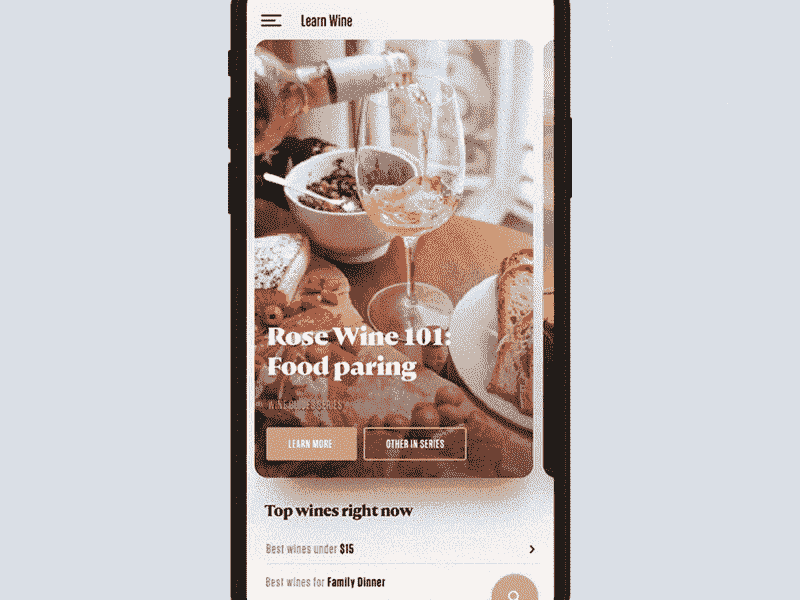 Learn Wine
Rose Wine 101:
Food paring
WINE GUIDES SERIES
LEARN MORE
OTHER IN SERIES
Top wines right now
Best wines under $15
Best wines for Family Dinner